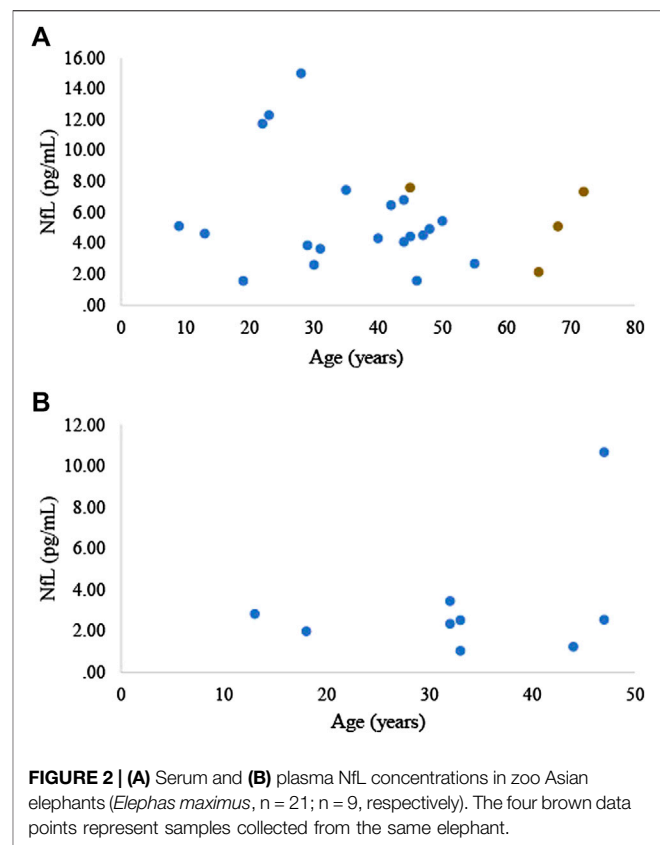 A
16.00
14.00
12.00
10.00
8.00
6.00
4.00
2.00
.00
NfL (pg/mL)
0 10 20 30 40 50 60 70 80
Age (years)
B
12.00
10.00
8.00
6.00
4.00
2.00
.00
NfL (pg/mL)
0 10 20 30 40 50
Age (years)
FIGURE 2 | (A) Serum and (B) plasma NfL concentrations in zoo Asian
elephants (Elephas maximus, n = 21; n = 9, respectively). The four brown data
points represent samples collected from the same elephant.